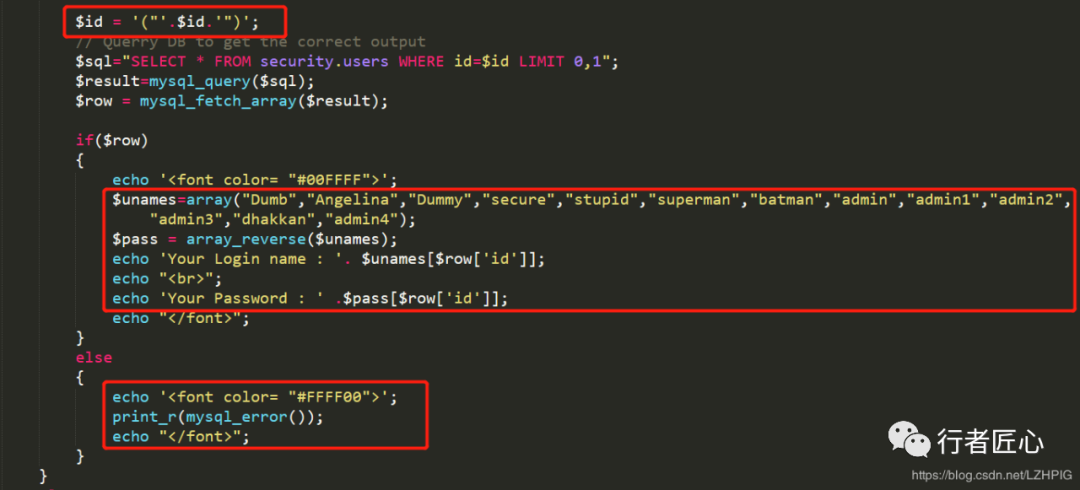 $id = '("'.$id.'")';
// Querry DB to get the correct output
$sql="SELECT * FROM security.users WHERE id=$id LIMIT 0,1";
$result=mysql_query($sql);
$row = mysql_fetch_array($result);
if($row)
{
echo '<font color= "#00FFFF">';
$unames=array("Dumb","Angelina","Dummy","secure","stupid","superman","batman","admin","admin1","admin2",
"admin3","dhakkan","admin4");
$pass = array_reverse($unames);
echo 'Your Login name : '. $unames[$row['id']];
echo "<br>";
echo 'Your Password : ' .$pass[$row['id']];
echo "</font>";
}
else
{
echo '<font color= "#FFFF00">';
print_r(mysql_error());
echo "</font>";
}
}
行者匠心
https://blog.csdn.net/LZHPIG